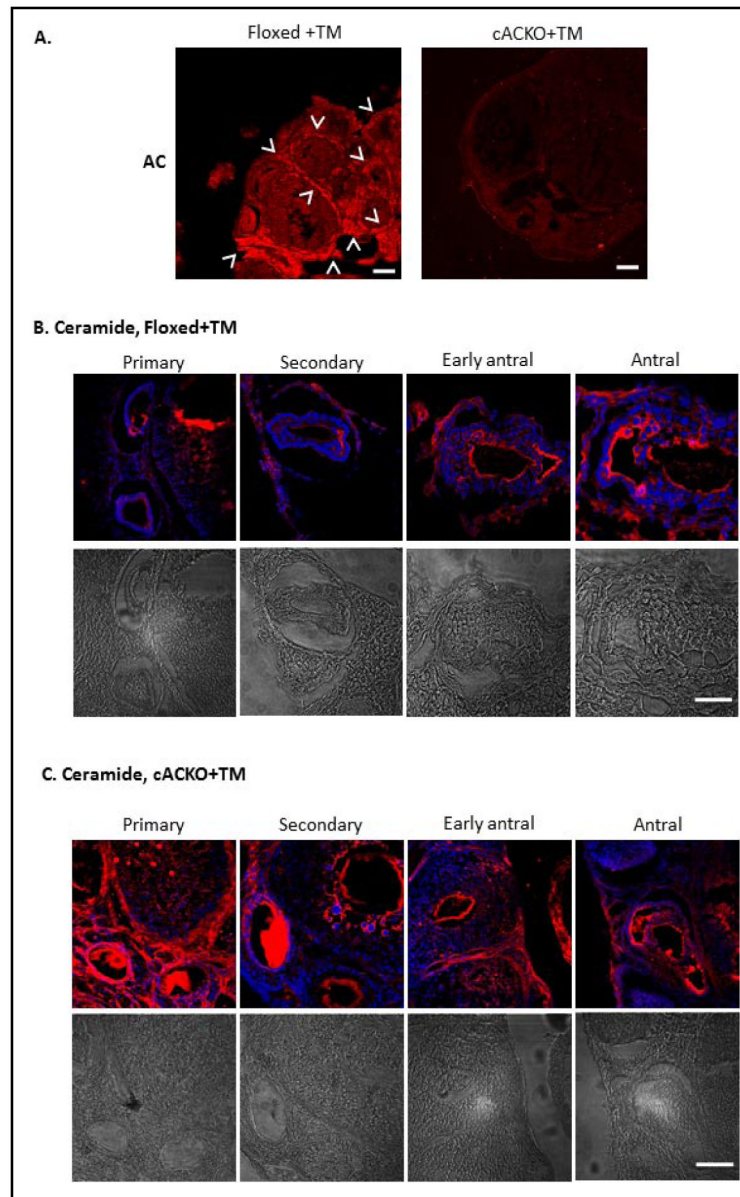 A.
Floxed +TM cACKO+TM
AC
B. Ceramide, Floxed+TM
Primary Secondary Early antral Antral
C. Ceramide, cACKO+TM
Primary Secondary Early antral Antral